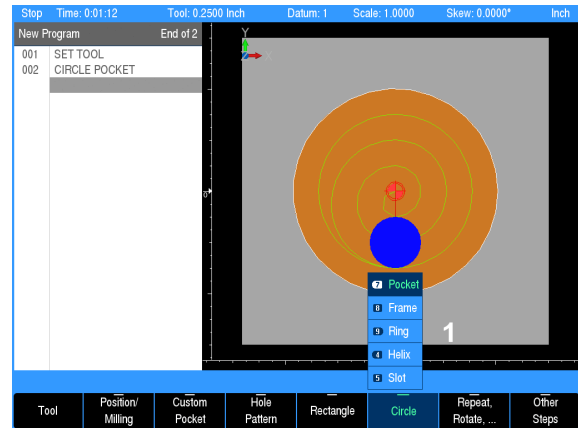 Stop Time: 0:01:12 Tool: 0.2500 Inch Datum: 1 Scale: 1.0000 Skew: 0.0000° Inch
New Program End of 2
001 SET TOOL
002 CIRCLE POCKET
Y
X
0
7 Pocket
8 Frame
9 Ring
4 Helix
5 Slot
1
Tool
Position/
Milling
Custom
Pocket
Hole
Pattern
Rectangle
Circle
Repeat,
Rotate, ...
Other
Steps